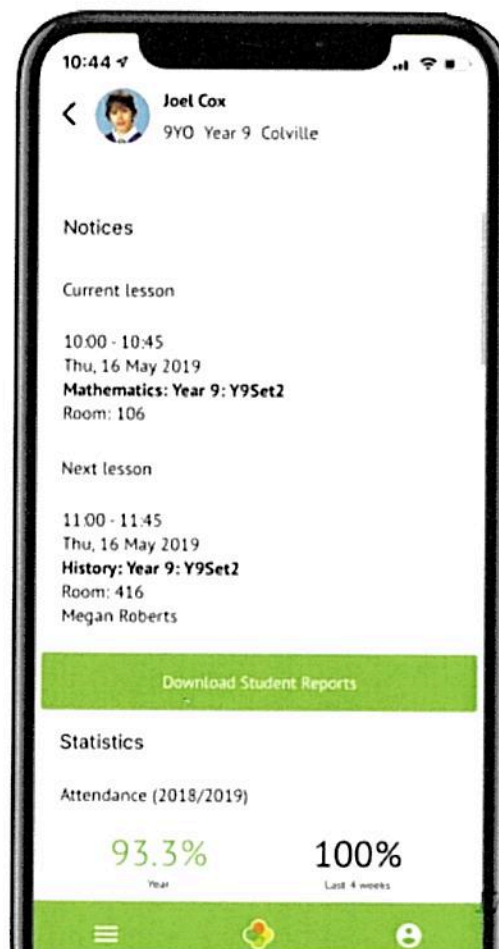 10:44
Joel Cox
9YO Year 9 Colville
Notices
Current lesson
10:00 - 10:45
Thu, 16 May 2019
Mathematics: Year 9: Y9Set2
Room: 106
Next lesson
11:00 - 11:45
Thu, 16 May 2019
History: Year 9: Y9Set2
Room: 416
Megan Roberts
Download Student Reports
Statistics
Attendance (2018/2019)
93.3% 100%
Year Last 4 weeks